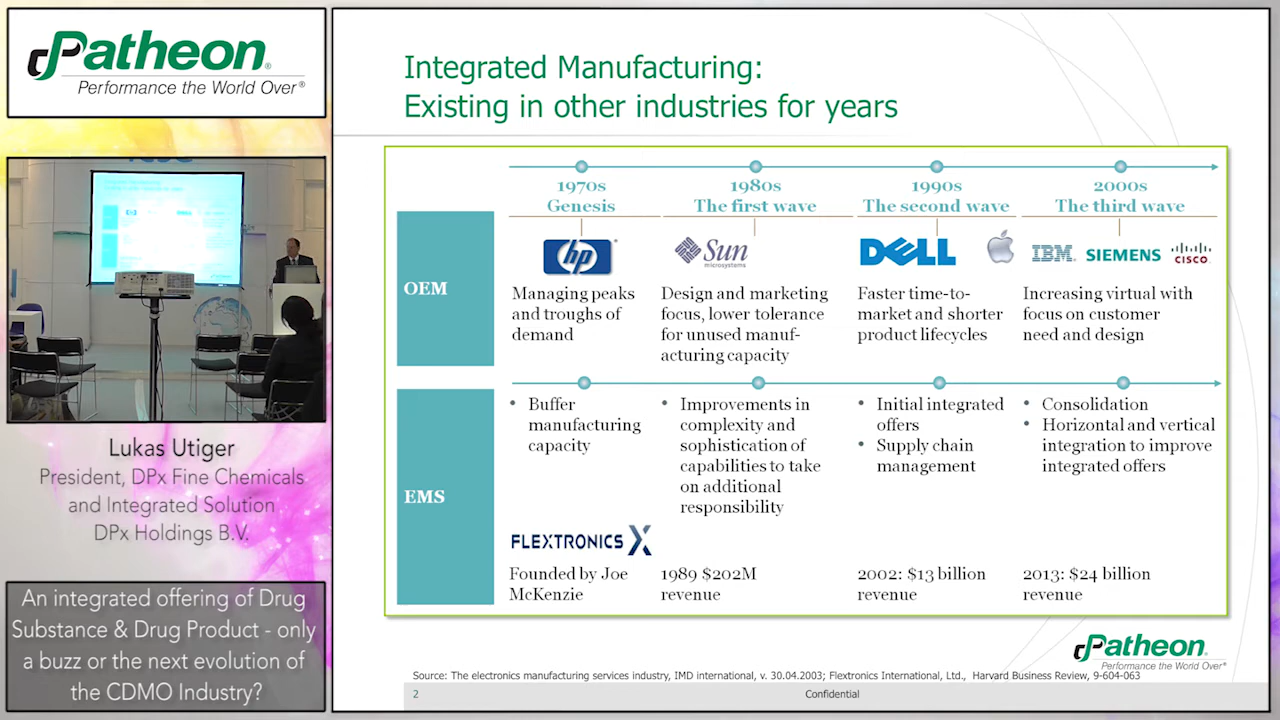 Patheon®
Performance the World Over®
Lukas Utiger
President, DPx Fine Chemicals
and Integrated Solution
DPx Holdings B.V.
An integrated offering of Drug
Substance & Drug Product - only
a buzz or the next evolution of
the CDMO Industry?
Integrated Manufacturing:
Existing in other industries for years
1970s
Genesis
1980s
The first wave
1990s
The second wave
2000s
The third wave
OEM
hp®
Sun
microsystems
DELL
IBM®
SIEMENS
CISCO
Managing peaks
and troughs of
demand
Design and marketing
focus, lower tolerance
for unused manuf-
acturing capacity
Faster time-to-
market and shorter
product lifecycles
Increasing virtual with
focus on customer
need and design
EMS
• Buffer
manufacturing
capacity
• Improvements in
complexity and
sophistication of
capabilities to take
on additional
responsibility
• Initial integrated
offers
• Supply chain
management
• Consolidation
• Horizontal and vertical
integration to improve
integrated offers
FLEXTRONICS
Founded by Joe
McKenzie
1989 $202M
revenue
2002: $13 billion
revenue
2013: $24 billion
revenue
Patheon®
Performance the World Over®
Source: The electronics manufacturing services industry, IMD international, v. 30.04.2003; Flextronics International, Ltd., Harvard Business Review, 9-604-063
2
Confidential